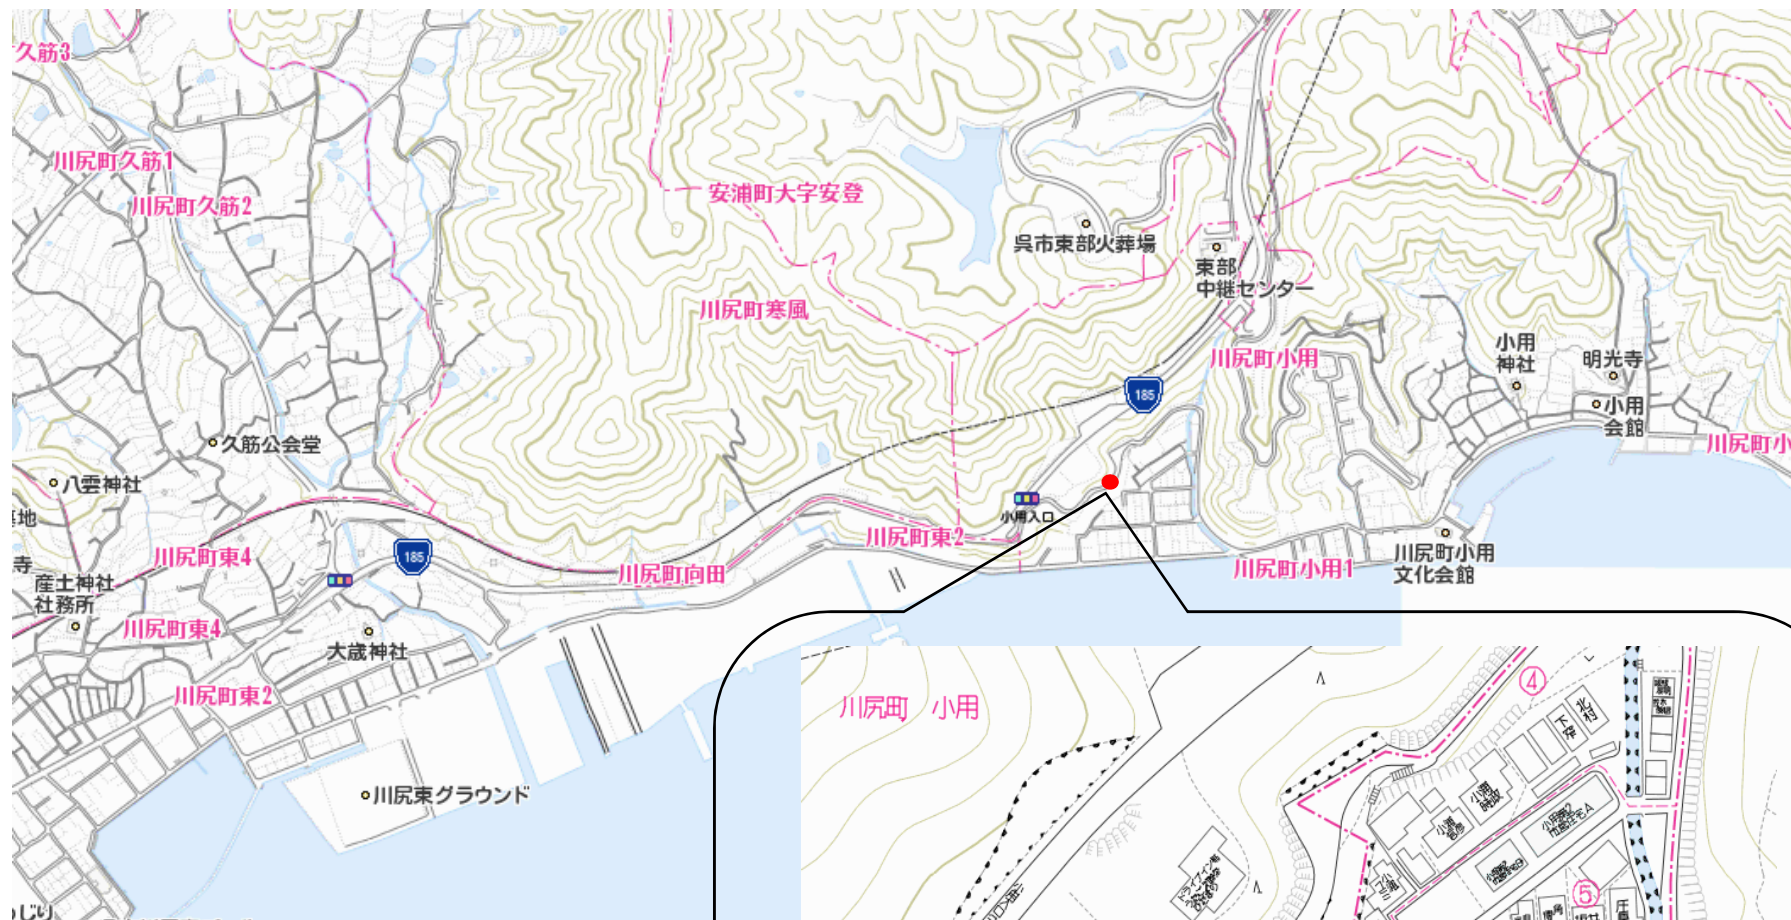 久筋3
川尻町久筋1
川尻町久筋2
安浦町大字安登
呉市東部火葬場
東部
中継センター
川尻町寒風
川尻町小用
小用
神社
明光寺
185
小用
会館
川尻町小
久筋公会堂
八雲神社
墓地
小用入口
川尻町東2
寺
川尻町東4
185
川尻町向田
川尻町小用1
川尻町小用
文化会館
産土神社
社務所
川尻町東4
大歳神社
川尻町東2
川尻町 小用
④
北村
川尻東グラウンド
⑤
じり